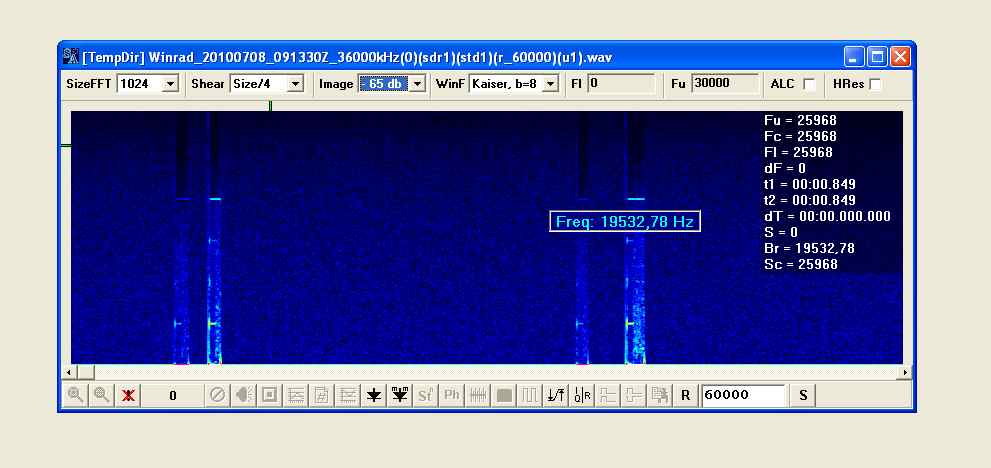 [TempDir] Winrad_20100708_091330Z_36000kHz(0)(sdr1)(std1)(r_60000)(u1).wav
SizeFFT 1024 Shear Size/4 Image - 65 db WinF Kaiser, b=8 Fl 0 Fu 30000 ALC HRes
Fu = 25968
Fc = 25968
Fl = 25968
dF = 0
t1 = 00:00.849
t2 = 00:00.849
dT = 00:00.000.000
S = 0
Br = 19532,78
Sc = 25968
Freq: 19532,78 Hz
0 Sf Ph R 60000 S